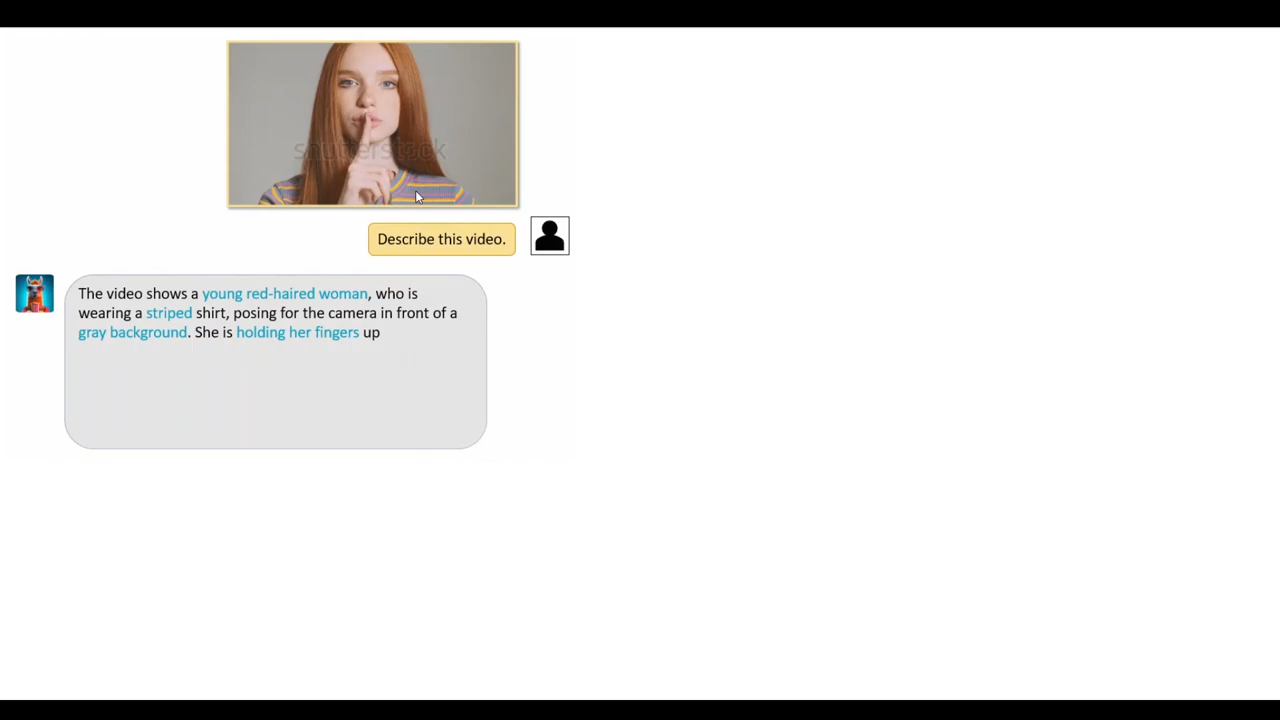 shutterstock
Describe this video.
The video shows a young red-haired woman, who is
wearing a striped shirt, posing for the camera in front of a
gray background. She is holding her fingers up